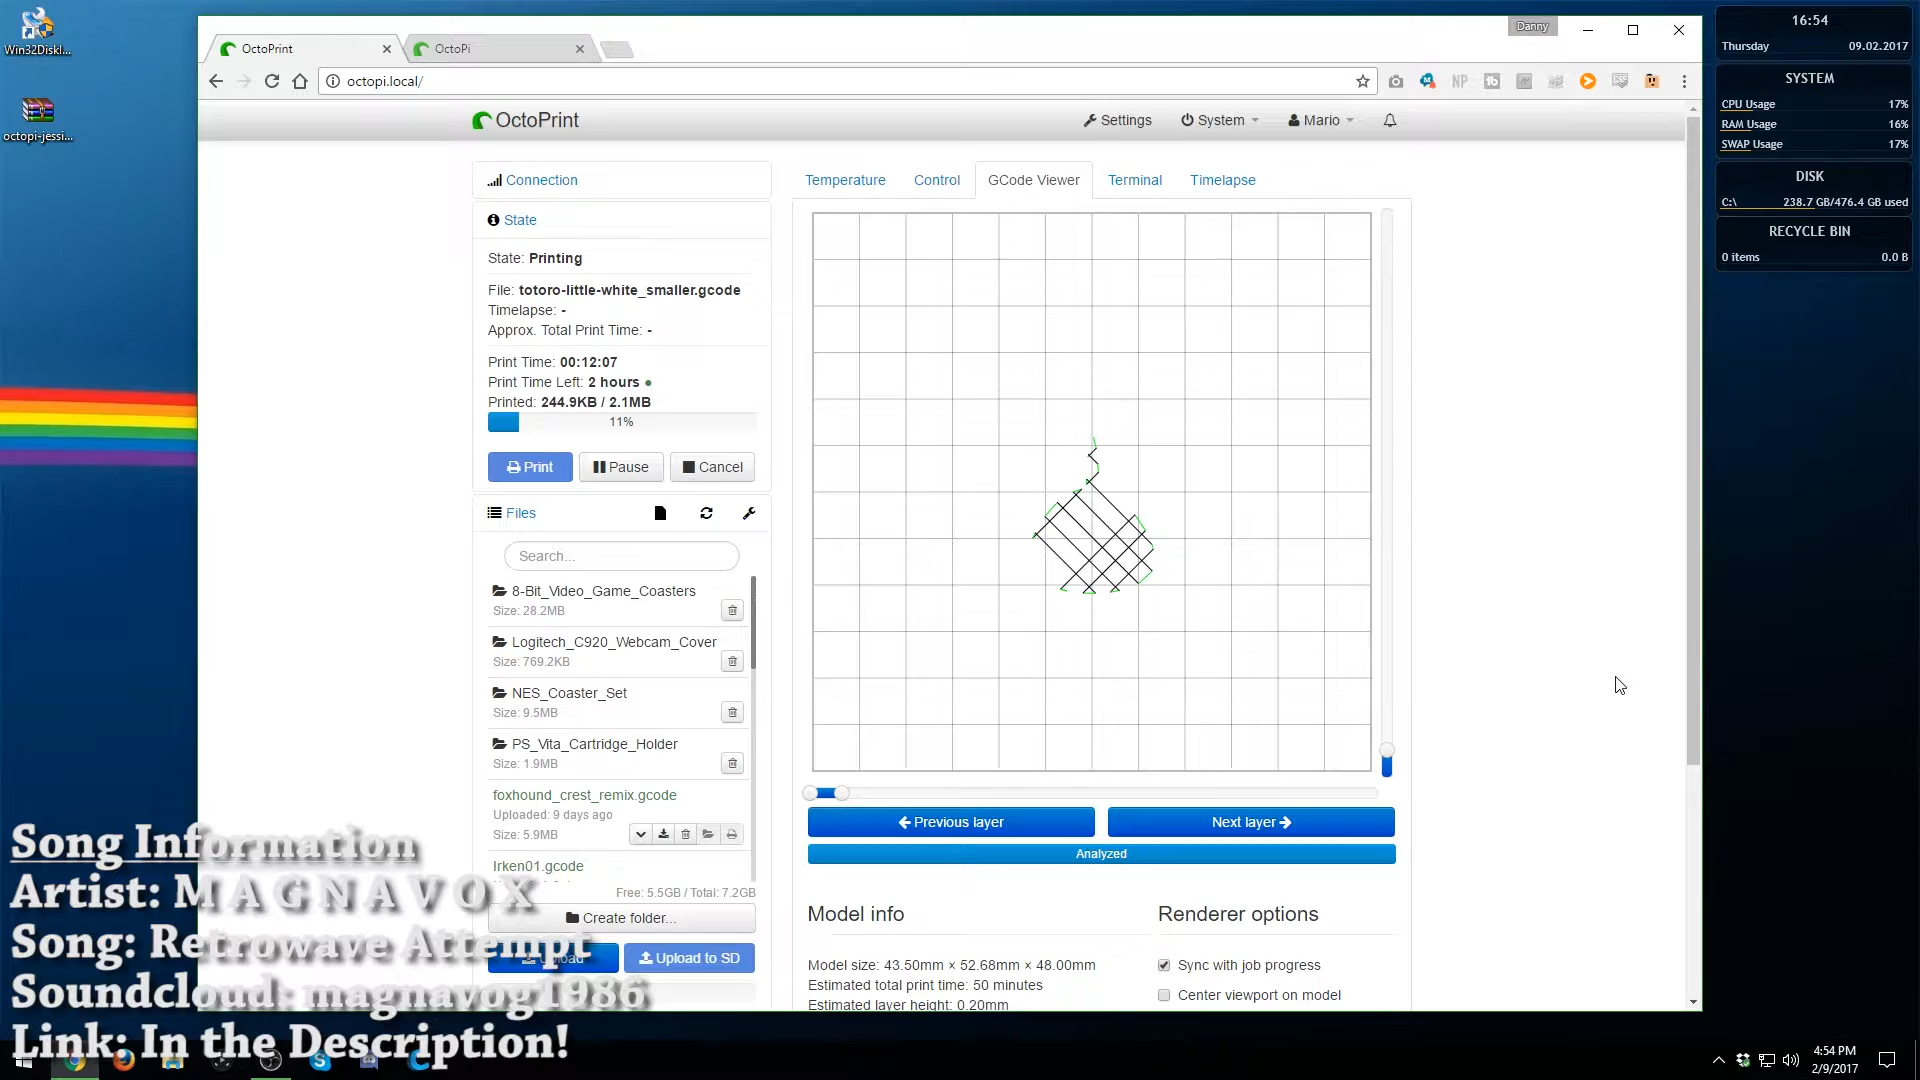 Win32DiskI...
octopi-jessi...
OctoPrint
OctoPi
Danny
octopi.local/
OctoPrint
Settings
System
Mario
Connection
State
State: Printing
File: totoro-little-white_smaller.gcode
Timelapse: -
Approx. Total Print Time: -
Print Time: 00:12:07
Print Time Left: 2 hours
Printed: 244.9KB / 2.1MB
11%
Print
Pause
Cancel
Files
Search...
8-Bit_Video_Game_Coasters
Size: 28.2MB
Logitech_C920_Webcam_Cover
Size: 769.2KB
NES_Coaster_Set
Size: 9.5MB
PS_Vita_Cartridge_Holder
Size: 1.9MB
foxhound_crest_remix.gcode
Uploaded: 9 days ago
Size: 5.9MB
Irken01.gcode
Free: 5.5GB / Total: 7.2GB
Create folder...
Upload
Upload to SD
Temperature
Control
GCode Viewer
Terminal
Timelapse
Previous layer
Next layer
Analyzed
Model info
Model size: 43.50mm × 52.68mm × 48.00mm
Estimated total print time: 50 minutes
Estimated layer height: 0.20mm
Renderer options
Sync with job progress
Center viewport on model
16:54
Thursday 09.02.2017
SYSTEM
CPU Usage 17%
RAM Usage 16%
SWAP Usage 17%
DISK
C:\ 238.7 GB/476.4 GB used
RECYCLE BIN
0 items 0.0 B
Song Information
Artist: M A G N A V O X
Song: Retrowave Attempt
Soundcloud: magnavog1986
Link: In the Description!
4:54 PM
2/9/2017